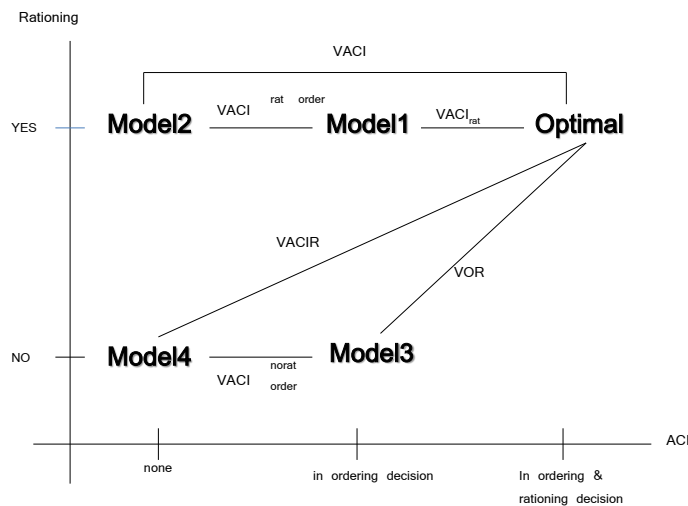 Rationing
VACI
YES
Model2
VACI rat order
Model1
VACIrat
Optimal
VACIR
VOR
NO
Model4
VACI norat
order
Model3
ACI
none
in ordering decision
In ordering &
rationing decision